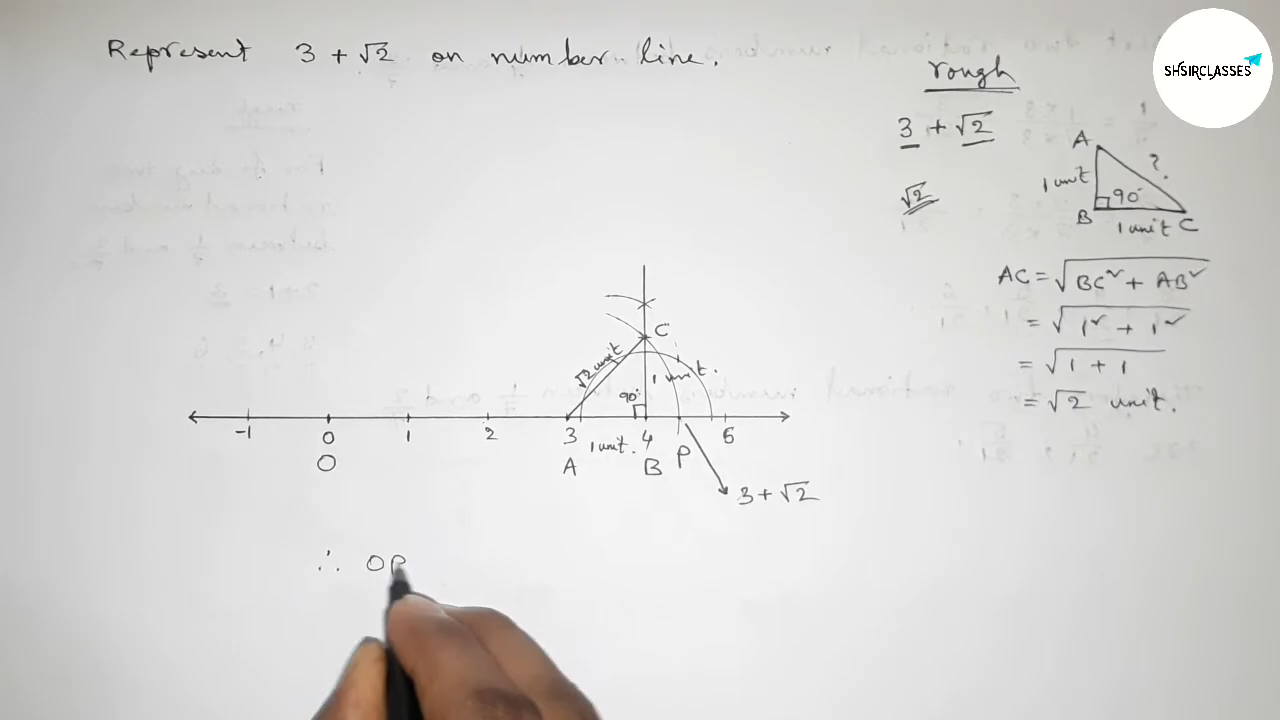 Represent 3 + √2 on number line.
SHSIRCLASSES
rough
3 + √2
√2
A
?
1 unit
90°
B
1 unit C
AC = √BC² + AB²
= √1² + 1²
= √1 + 1
= √2 unit.
C
√2 unit
1 unit.
90°
-1 0 1 2 3 1 unit. 4 6
O A B P
3 + √2
∴ OP